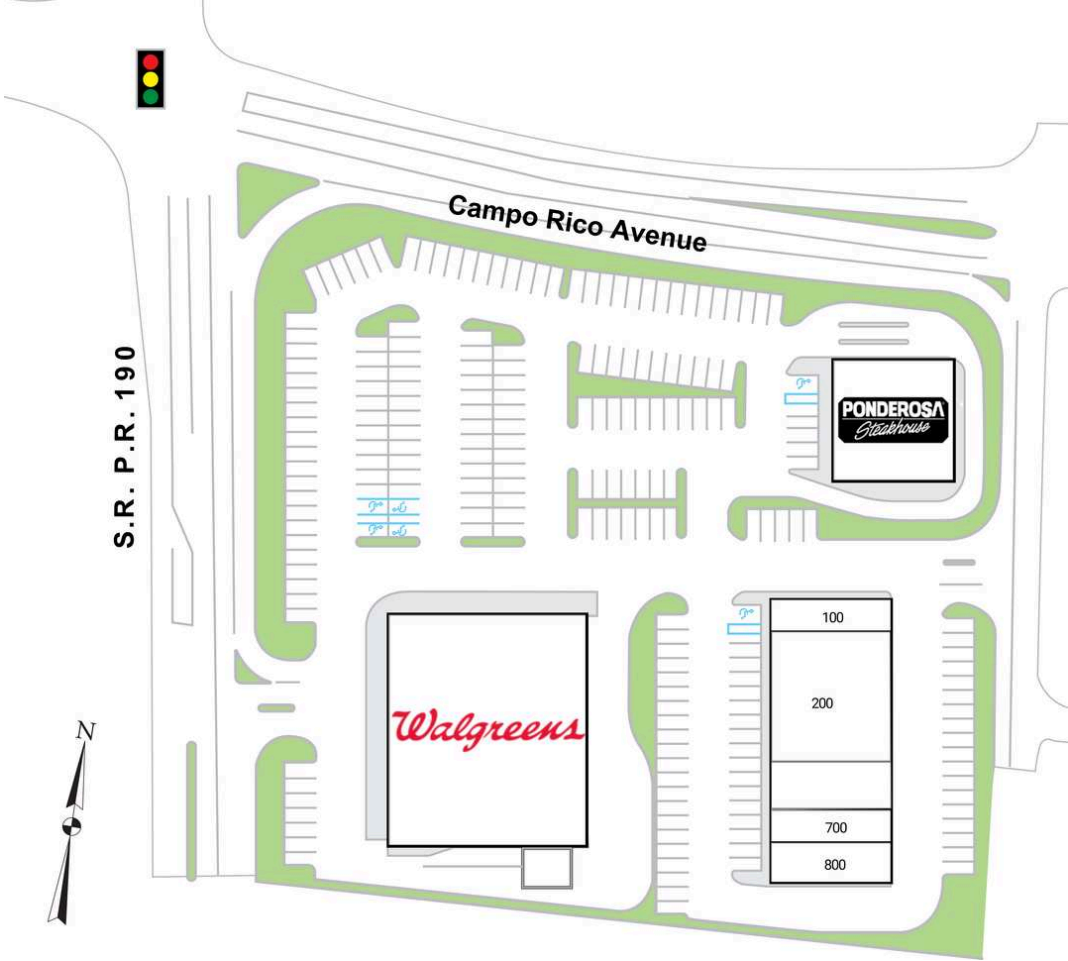 Campo Rico Avenue
S.R. P.R. 190
PONDEROSA
Steakhouse
100
200
Walgreens
N
700
800